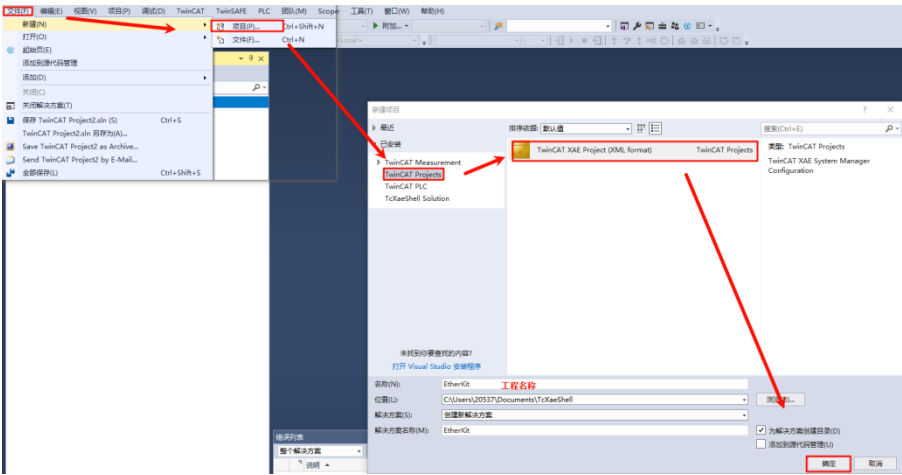 文件(F) 编辑(E) 视图(V) 项目(P) 调试(D) TwinCAT TwinSAFE PLC 团队(M) Scope 工具(T) 窗口(W) 帮助(H)
新建(N)
项目(P)... Ctrl+Shift+N
附加...
打开(O)
文件(F)... Ctrl+N
起始页(E)
添加到源代码管理
添加(D)
关闭(C)
关闭解决方案(T)
保存 TwinCAT Project2.sln (S) Ctrl+S
TwinCAT Project2.sln 另存为(A)...
Save TwinCAT Project2 as Archive...
Send TwinCAT Project2 by E-Mail...
全部保存(L) Ctrl+Shift+S
新建项目 ? ×
最近
排序依据: 默认值
搜索(Ctrl+E)
已安装
TwinCAT Measurement
TwinCAT Projects
TwinCAT PLC
TcXaeShell Solution
TwinCAT XAE Project (XML format) TwinCAT Projects
类型: TwinCAT Projects
TwinCAT XAE System Manager
Configuration
未找到你要查找的内容?
打开 Visual Studio 安装程序
名称(N): EtherKit 工程名称
位置(L): C:\Users\20537\Documents\TcXaeShell
解决方案(S): 创建新解决方案
解决方案名称(M): EtherKit
为解决方案创建目录(D)
添加到源代码管理(U)
确定 取消
错误列表
整个解决方案
说明